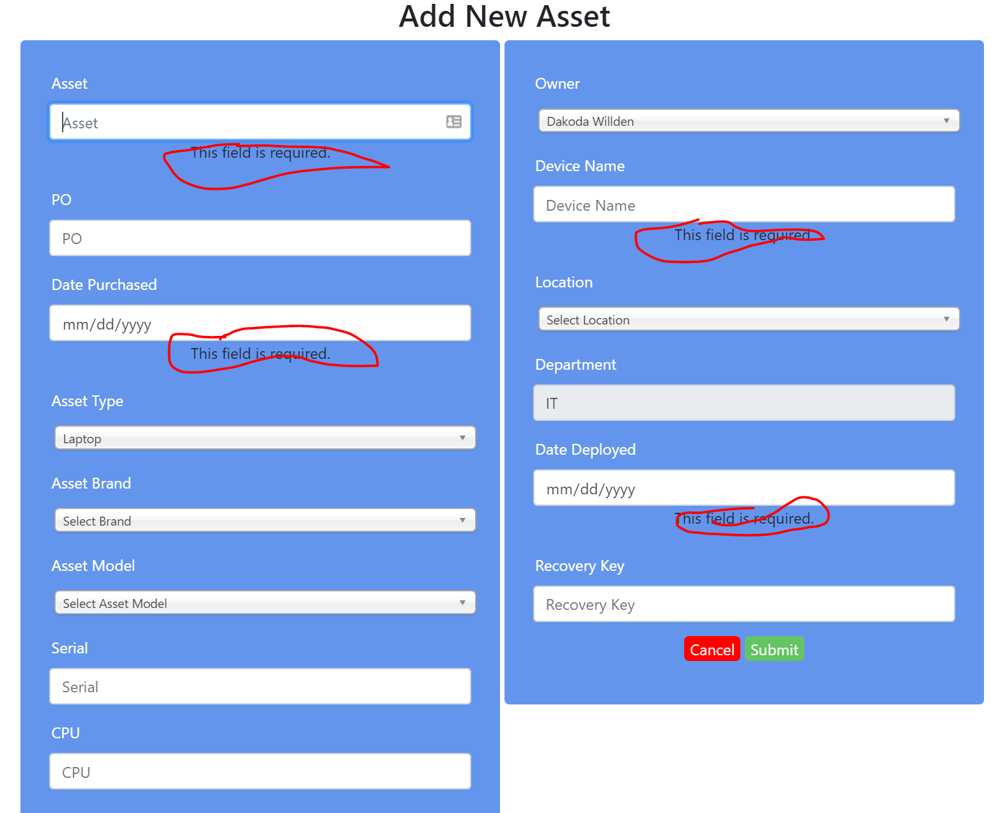 Add New Asset
Asset
Asset
This field is required.
PO
PO
Date Purchased
mm/dd/yyyy
This field is required.
Asset Type
Laptop
Asset Brand
Select Brand
Asset Model
Select Asset Model
Serial
Serial
CPU
CPU
Owner
Dakoda Willden
Device Name
Device Name
This field is required.
Location
Select Location
Department
IT
Date Deployed
mm/dd/yyyy
This field is required.
Recovery Key
Recovery Key
Cancel Submit